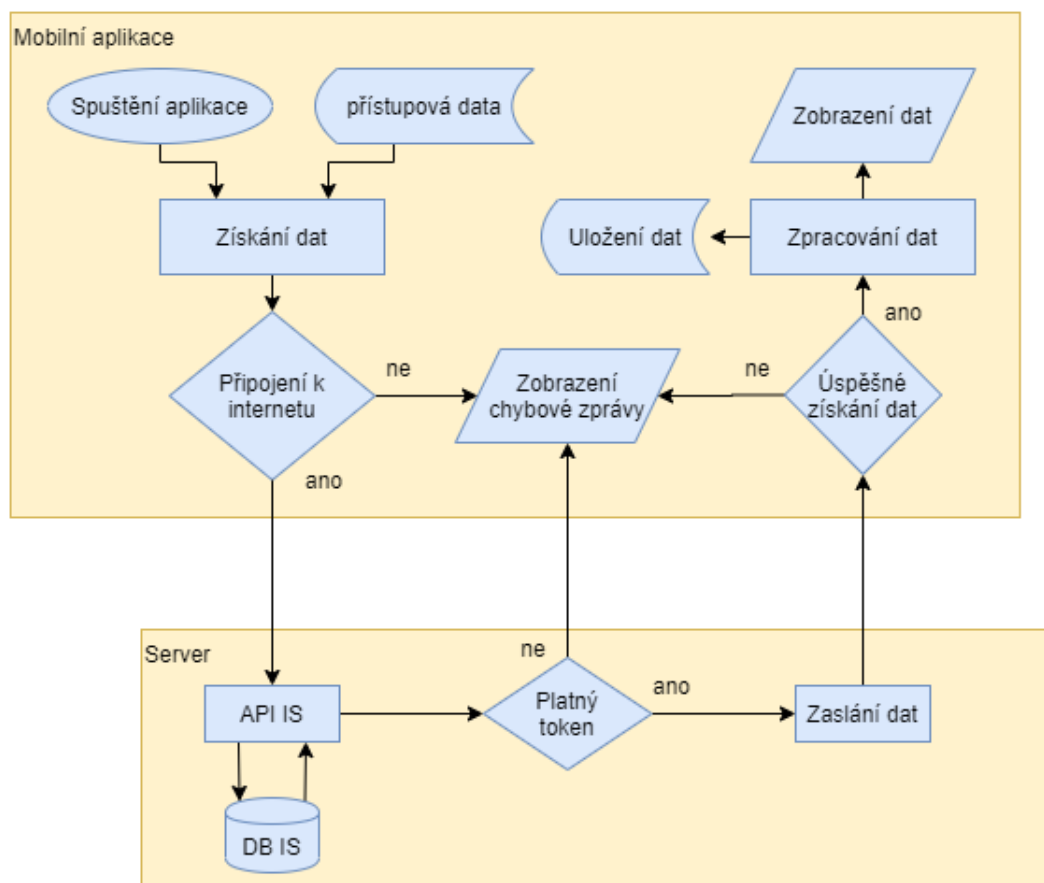 Mobilní aplikace
Spuštění aplikace
přístupová data
Zobrazení dat
Získání dat
Uložení dat
Zpracování dat
ano
Připojení k
internetu
ne
Zobrazení
chybové zprávy
ne
Úspěšné
získání dat
ano
Server
ne
API IS
Platný
token
ano
Zaslání dat
DB IS